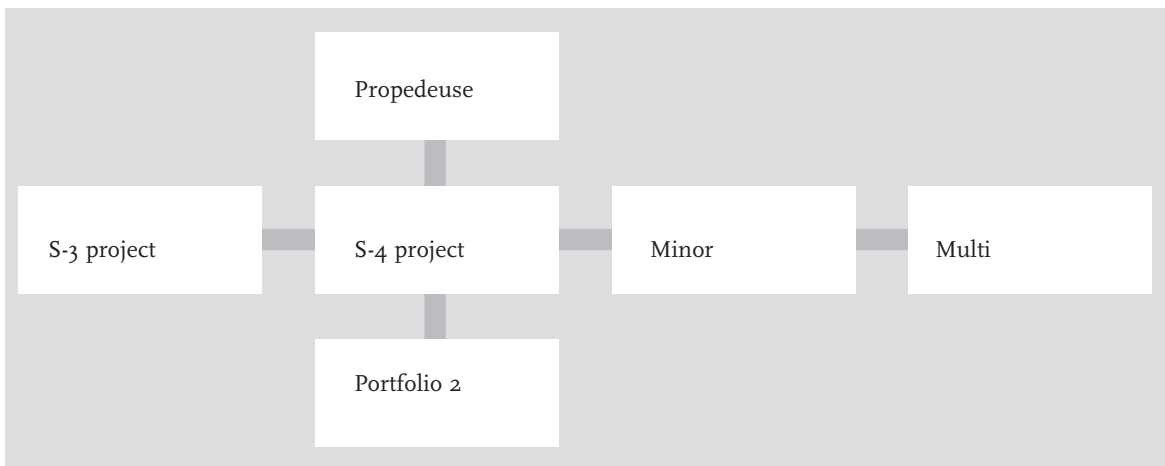 Propedeuse
S-3 project
S-4 project
Minor
Multi
Portfolio 2